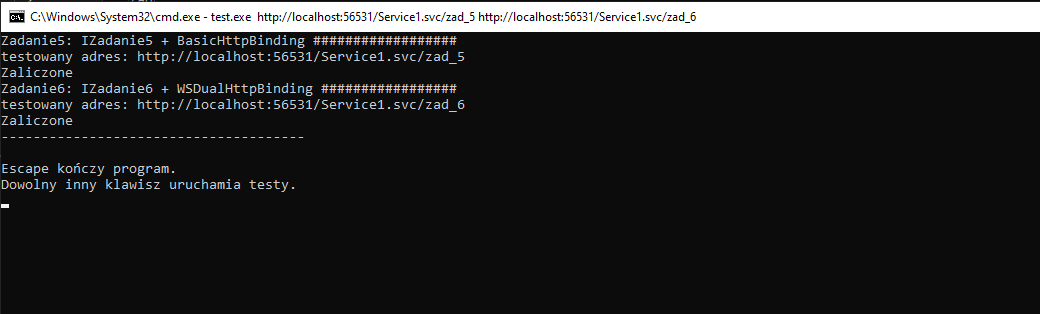 C:\Windows\System32\cmd.exe - test.exe http://localhost:56531/Service1.svc/zad_5 http://localhost:56531/Service1.svc/zad_6
Zadanie5: IZadanie5 + BasicHttpBinding ##################
testowany adres: http://localhost:56531/Service1.svc/zad_5
Zaliczone
Zadanie6: IZadanie6 + WSDualHttpBinding #################
testowany adres: http://localhost:56531/Service1.svc/zad_6
Zaliczone
--------------------------------------
Escape kończy program.
Dowolny inny klawisz uruchamia testy.